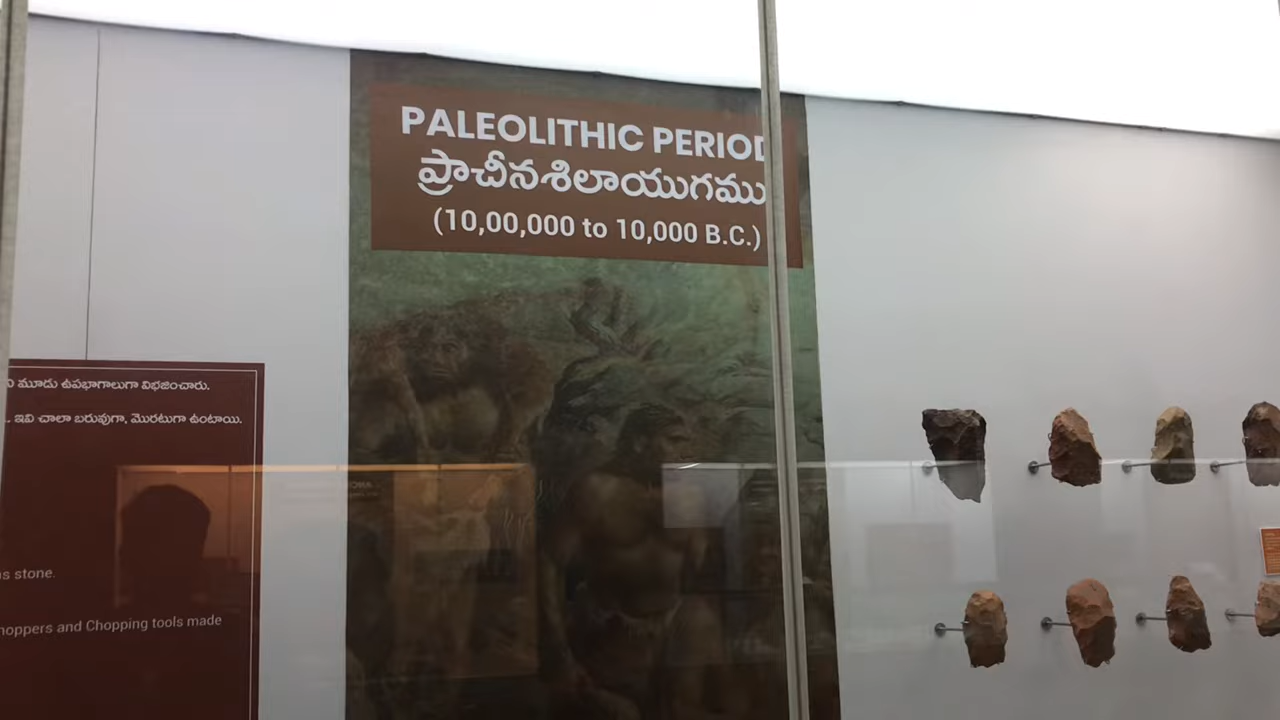 PALEOLITHIC PERIOD
ప్రాచీనశిలాయుగము
(10,00,000 to 10,000 B.C.)
మూడు ఉపభాగాలుగా విభజించారు.
. ఇవి చాలా బరువుగా, మొరటుగా ఉంటాయి.
stone.
hoppers and Chopping tools made